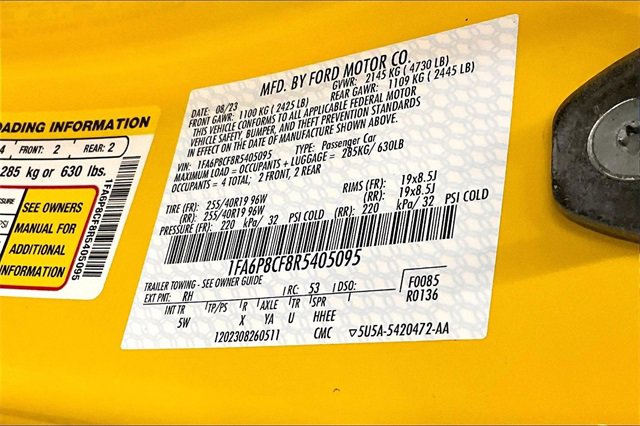 OADING INFORMATION
4 FRONT: 2 REAR: 2
285 kg or 630 lbs.
SEE OWNERS
MANUAL FOR
ADDITIONAL
INFORMATION
1FA6P8CF8R5405095
MFD. BY FORD MOTOR CO.
DATE: 08/23 GVWR: 2145 KG ( 4730 LB)
FRONT GAWR: 1100 KG ( 2425 LB) REAR GAWR: 1109 KG ( 2445 LB)
THIS VEHICLE CONFORMS TO ALL APPLICABLE FEDERAL MOTOR
VEHICLE SAFETY, BUMPER, AND THEFT PREVENTION STANDARDS
IN EFFECT ON THE DATE OF MANUFACTURE SHOWN ABOVE.
VIN: 1FA6P8CF8R5405095 TYPE: Passenger Car
MAXIMUM LOAD = OCCUPANTS + LUGGAGE = 285KG/ 630LB
OCCUPANTS = 4 TOTAL; 2 FRONT, 2 REAR
TIRE (FR): 255/40R19 96W RIMS (FR): 19x8.5J
(RR): 255/40R19 96W (RR): 19x8.5J
PRESSURE (FR): 220 kPa/ 32 PSI COLD (RR): 220 kPa/ 32 PSI COLD
1FA6P8CF8R5405095
TRAILER TOWING - SEE OWNER GUIDE
EXT PNT: RH RC: 53 DSO: F0085
R0136
INT TR TP/PS R AXLE TR SPR
5W X YA U HHEE
1202308260511 CMC ▽5U5A-5420472-AA